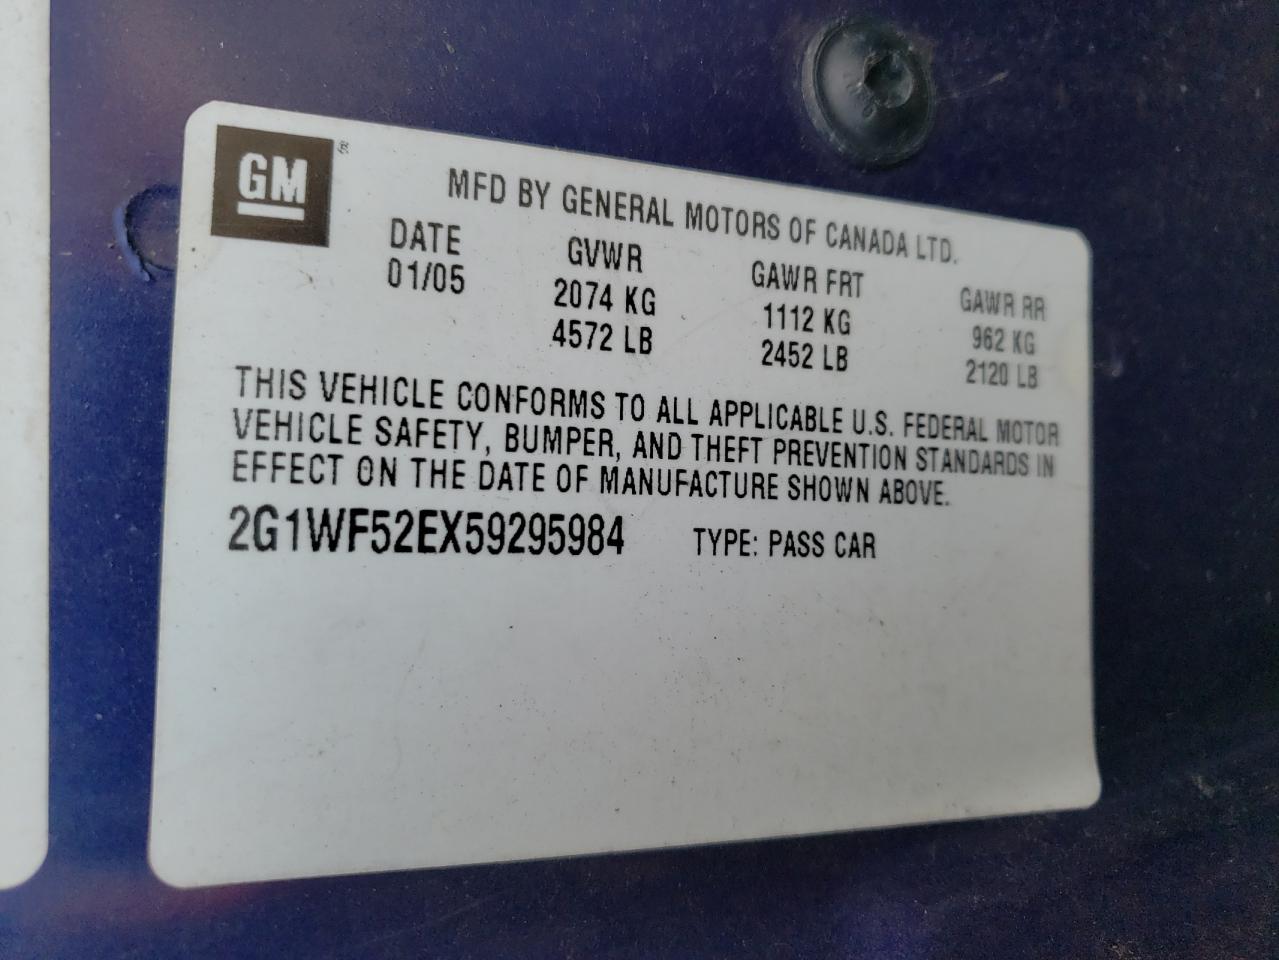 GM ®
MFD BY GENERAL MOTORS OF CANADA LTD.
DATE GVWR GAWR FRT GAWR RR
01/05 2074 KG 1112 KG 962 KG
4572 LB 2452 LB 2120 LB
THIS VEHICLE CONFORMS TO ALL APPLICABLE U.S. FEDERAL MOTOR
VEHICLE SAFETY, BUMPER, AND THEFT PREVENTION STANDARDS IN
EFFECT ON THE DATE OF MANUFACTURE SHOWN ABOVE.
2G1WF52EX59295984 TYPE: PASS CAR